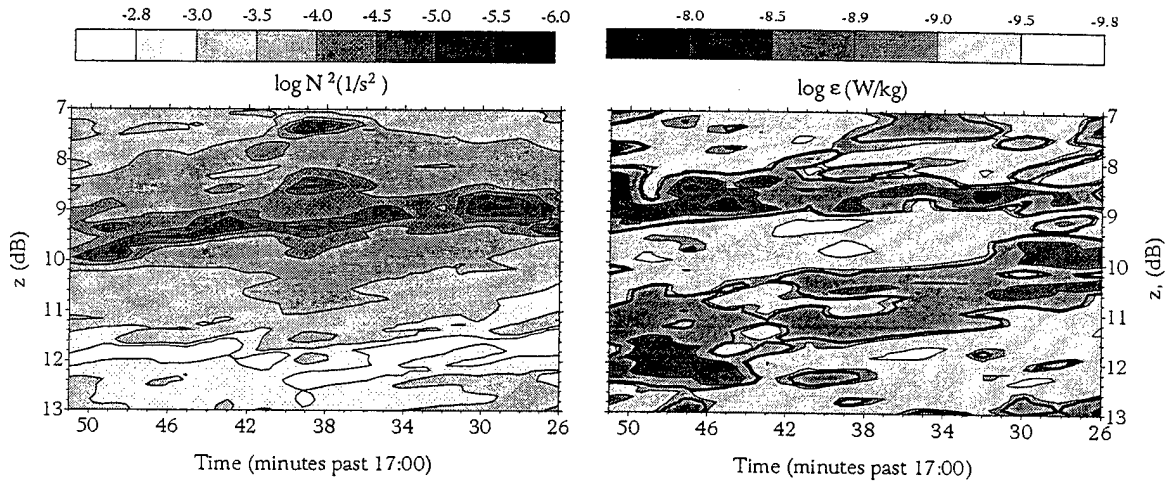 -2.8 -3.0 -3.5 -4.0 -4.5 -5.0 -5.5 -6.0
-8.0 -8.5 -8.9 -9.0 -9.5 -9.8
log N²(1/s²)
log ε (W/kg)
7
8
9
10
11
12
13
z (dB)
50 46 42 38 34 30 26
Time (minutes past 17:00)
7
8
9
10
11
12
13
z, (dB)
50 46 42 38 34 30 26
Time (minutes past 17:00)